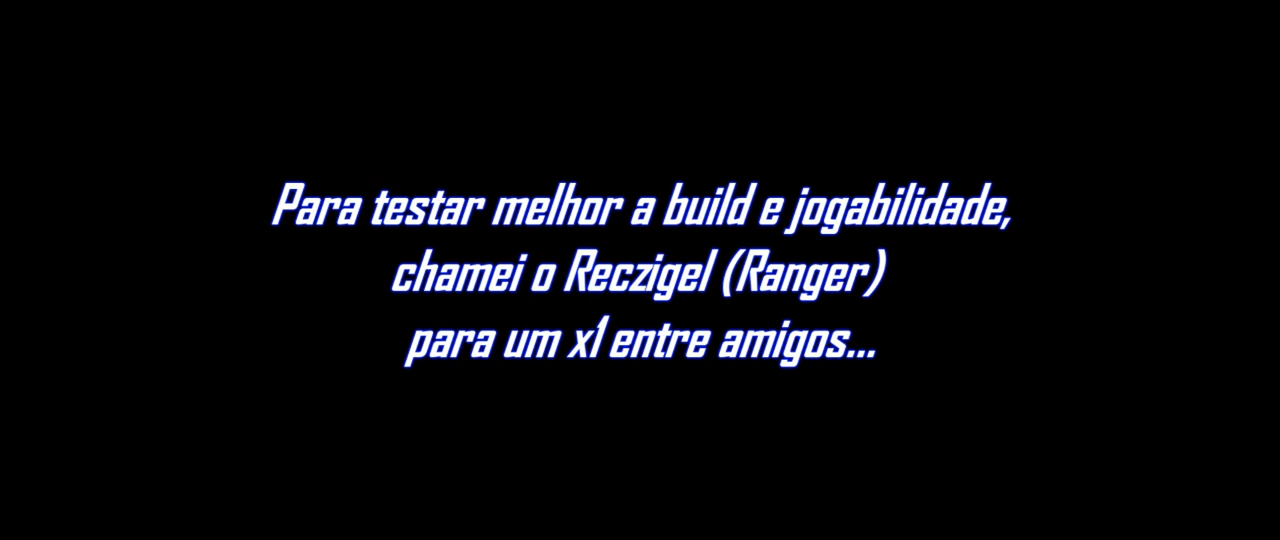 Para testar melhor a build e jogabilidade,
chamei o Reczigel (Ranger)
para um x1 entre amigos...